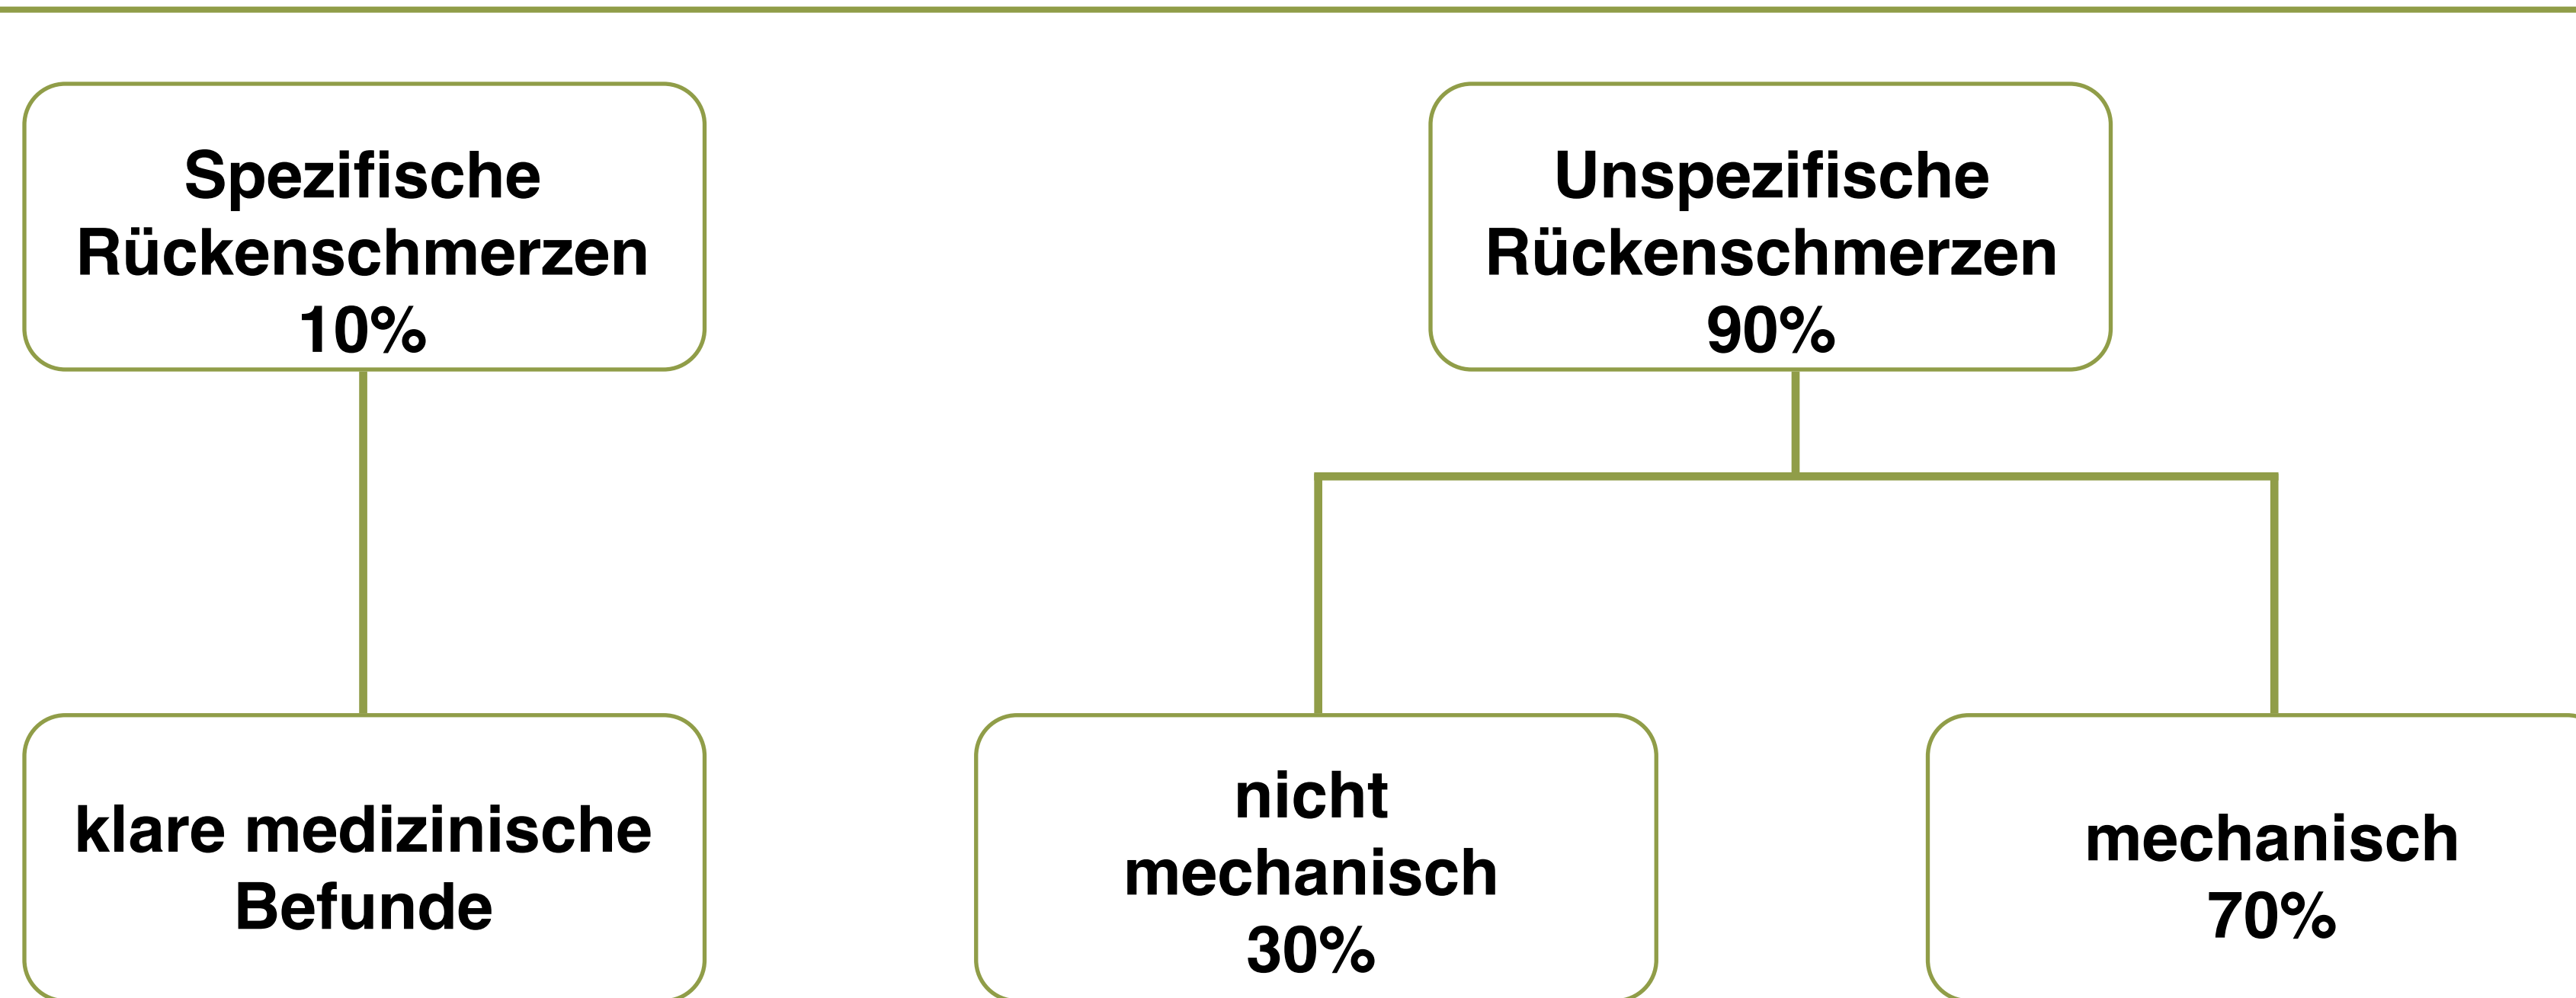 Spezifische
Rückenschmerzen
10%
Unspezifische
Rückenschmerzen
90%
klare medizinische
Befunde
nicht
mechanisch
30%
mechanisch
70%